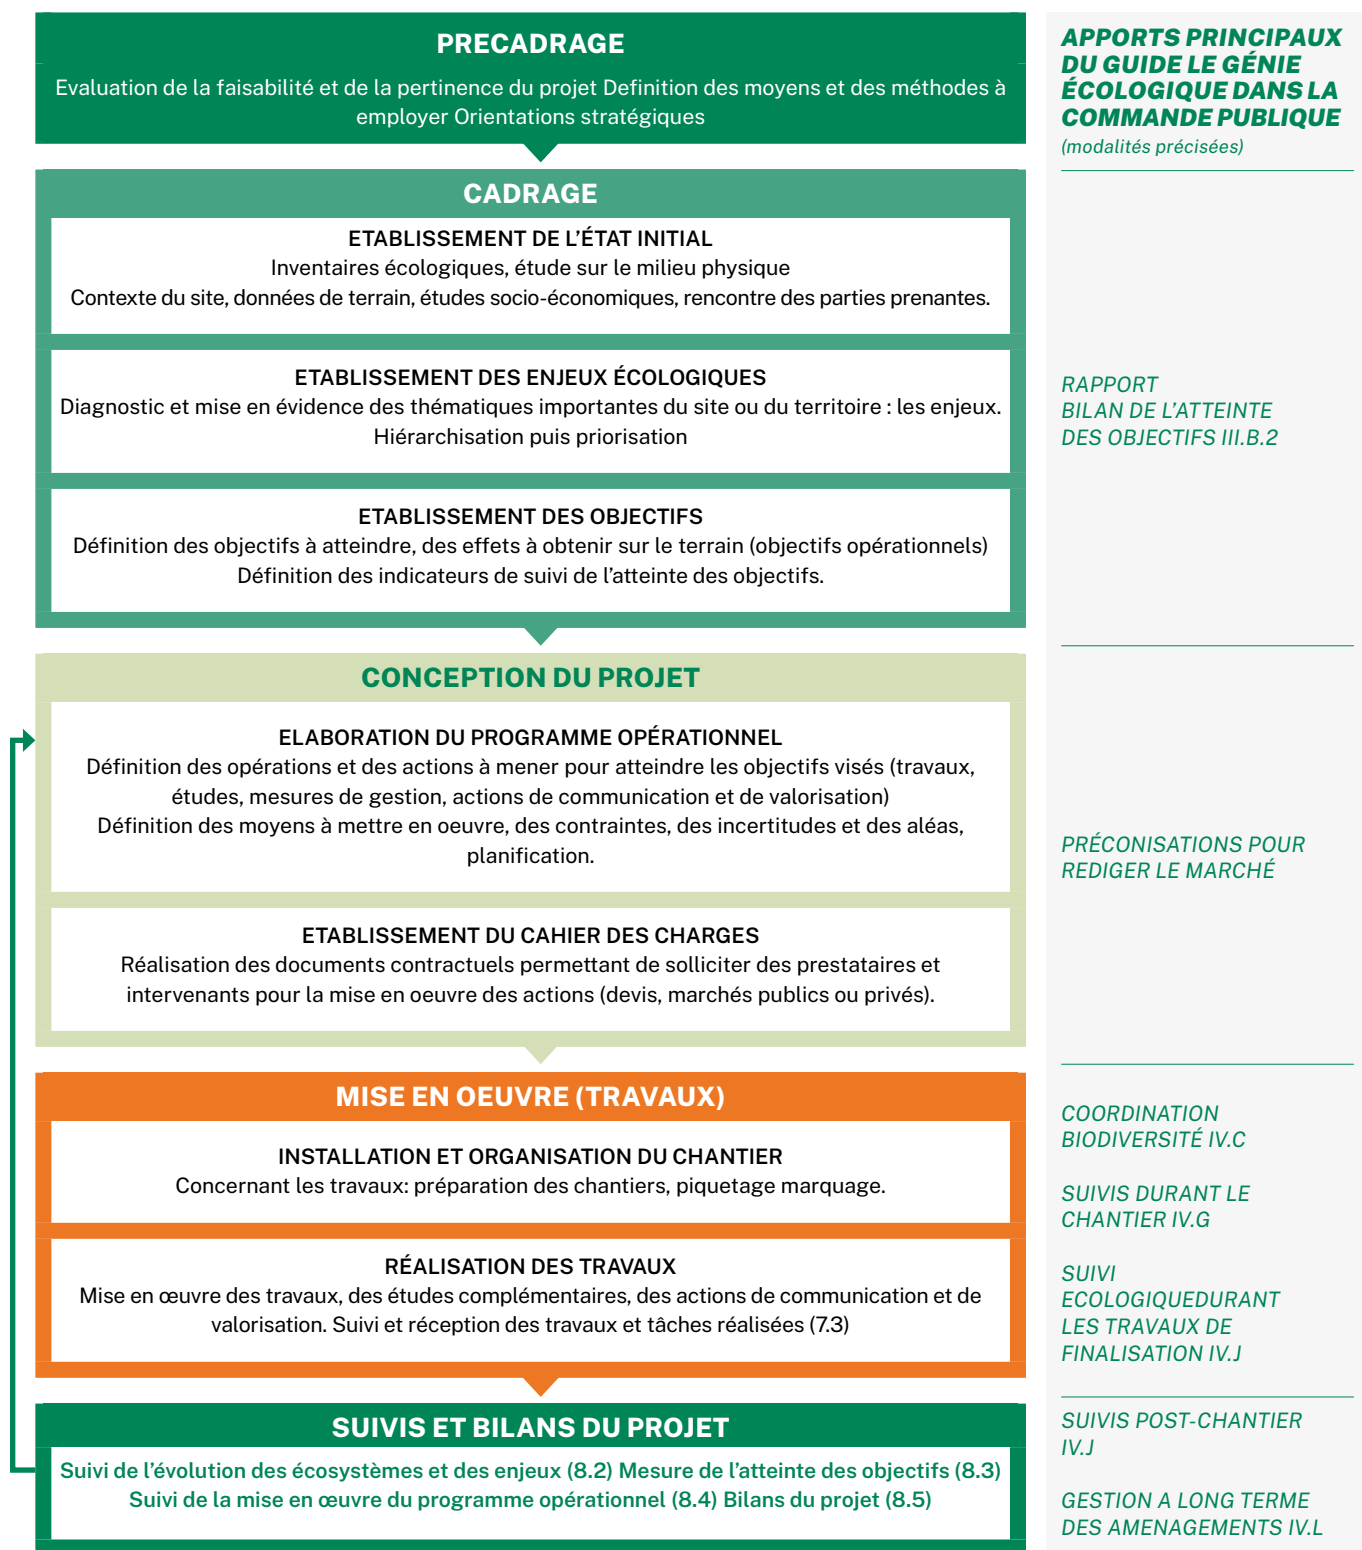 PRECADRAGE
Evaluation de la faisabilité et de la pertinence du projet Definition des moyens et des méthodes à
employer Orientations stratégiques
CADRAGE
ETABLISSEMENT DE L’ÉTAT INITIAL
Inventaires écologiques, étude sur le milieu physique
Contexte du site, données de terrain, études socio-économiques, rencontre des parties prenantes.
ETABLISSEMENT DES ENJEUX ÉCOLOGIQUES
Diagnostic et mise en évidence des thématiques importantes du site ou du territoire : les enjeux.
Hiérarchisation puis priorisation
ETABLISSEMENT DES OBJECTIFS
Définition des objectifs à atteindre, des effets à obtenir sur le terrain (objectifs opérationnels)
Définition des indicateurs de suivi de l’atteinte des objectifs.
CONCEPTION DU PROJET
ELABORATION DU PROGRAMME OPÉRATIONNEL
Définition des opérations et des actions à mener pour atteindre les objectifs visés (travaux,
études, mesures de gestion, actions de communication et de valorisation)
Définition des moyens à mettre en oeuvre, des contraintes, des incertitudes et des aléas,
planification.
ETABLISSEMENT DU CAHIER DES CHARGES
Réalisation des documents contractuels permettant de solliciter des prestataires et
intervenants pour la mise en oeuvre des actions (devis, marchés publics ou privés).
MISE EN OEUVRE (TRAVAUX)
INSTALLATION ET ORGANISATION DU CHANTIER
Concernant les travaux: préparation des chantiers, piquetage marquage.
RÉALISATION DES TRAVAUX
Mise en œuvre des travaux, des études complémentaires, des actions de communication et de
valorisation. Suivi et réception des travaux et tâches réalisées (7.3)
SUIVIS ET BILANS DU PROJET
Suivi de l’évolution des écosystèmes et des enjeux (8.2) Mesure de l’atteinte des objectifs (8.3)
Suivi de la mise en œuvre du programme opérationnel (8.4) Bilans du projet (8.5)
APPORTS PRINCIPAUX
DU GUIDE LE GÉNIE
ÉCOLOGIQUE DANS LA
COMMANDE PUBLIQUE
(modalités précisées)
RAPPORT
BILAN DE L’ATTEINTE
DES OBJECTIFS III.B.2
PRÉCONISATIONS POUR
REDIGER LE MARCHÉ
COORDINATION
BIODIVERSITÉ IV.C
SUIVIS DURANT LE
CHANTIER IV.G
SUIVI
ECOLOGIQUEDURANT
LES TRAVAUX DE
FINALISATION IV.J
SUIVIS POST-CHANTIER
IV.J
GESTION A LONG TERME
DES AMENAGEMENTS IV.L